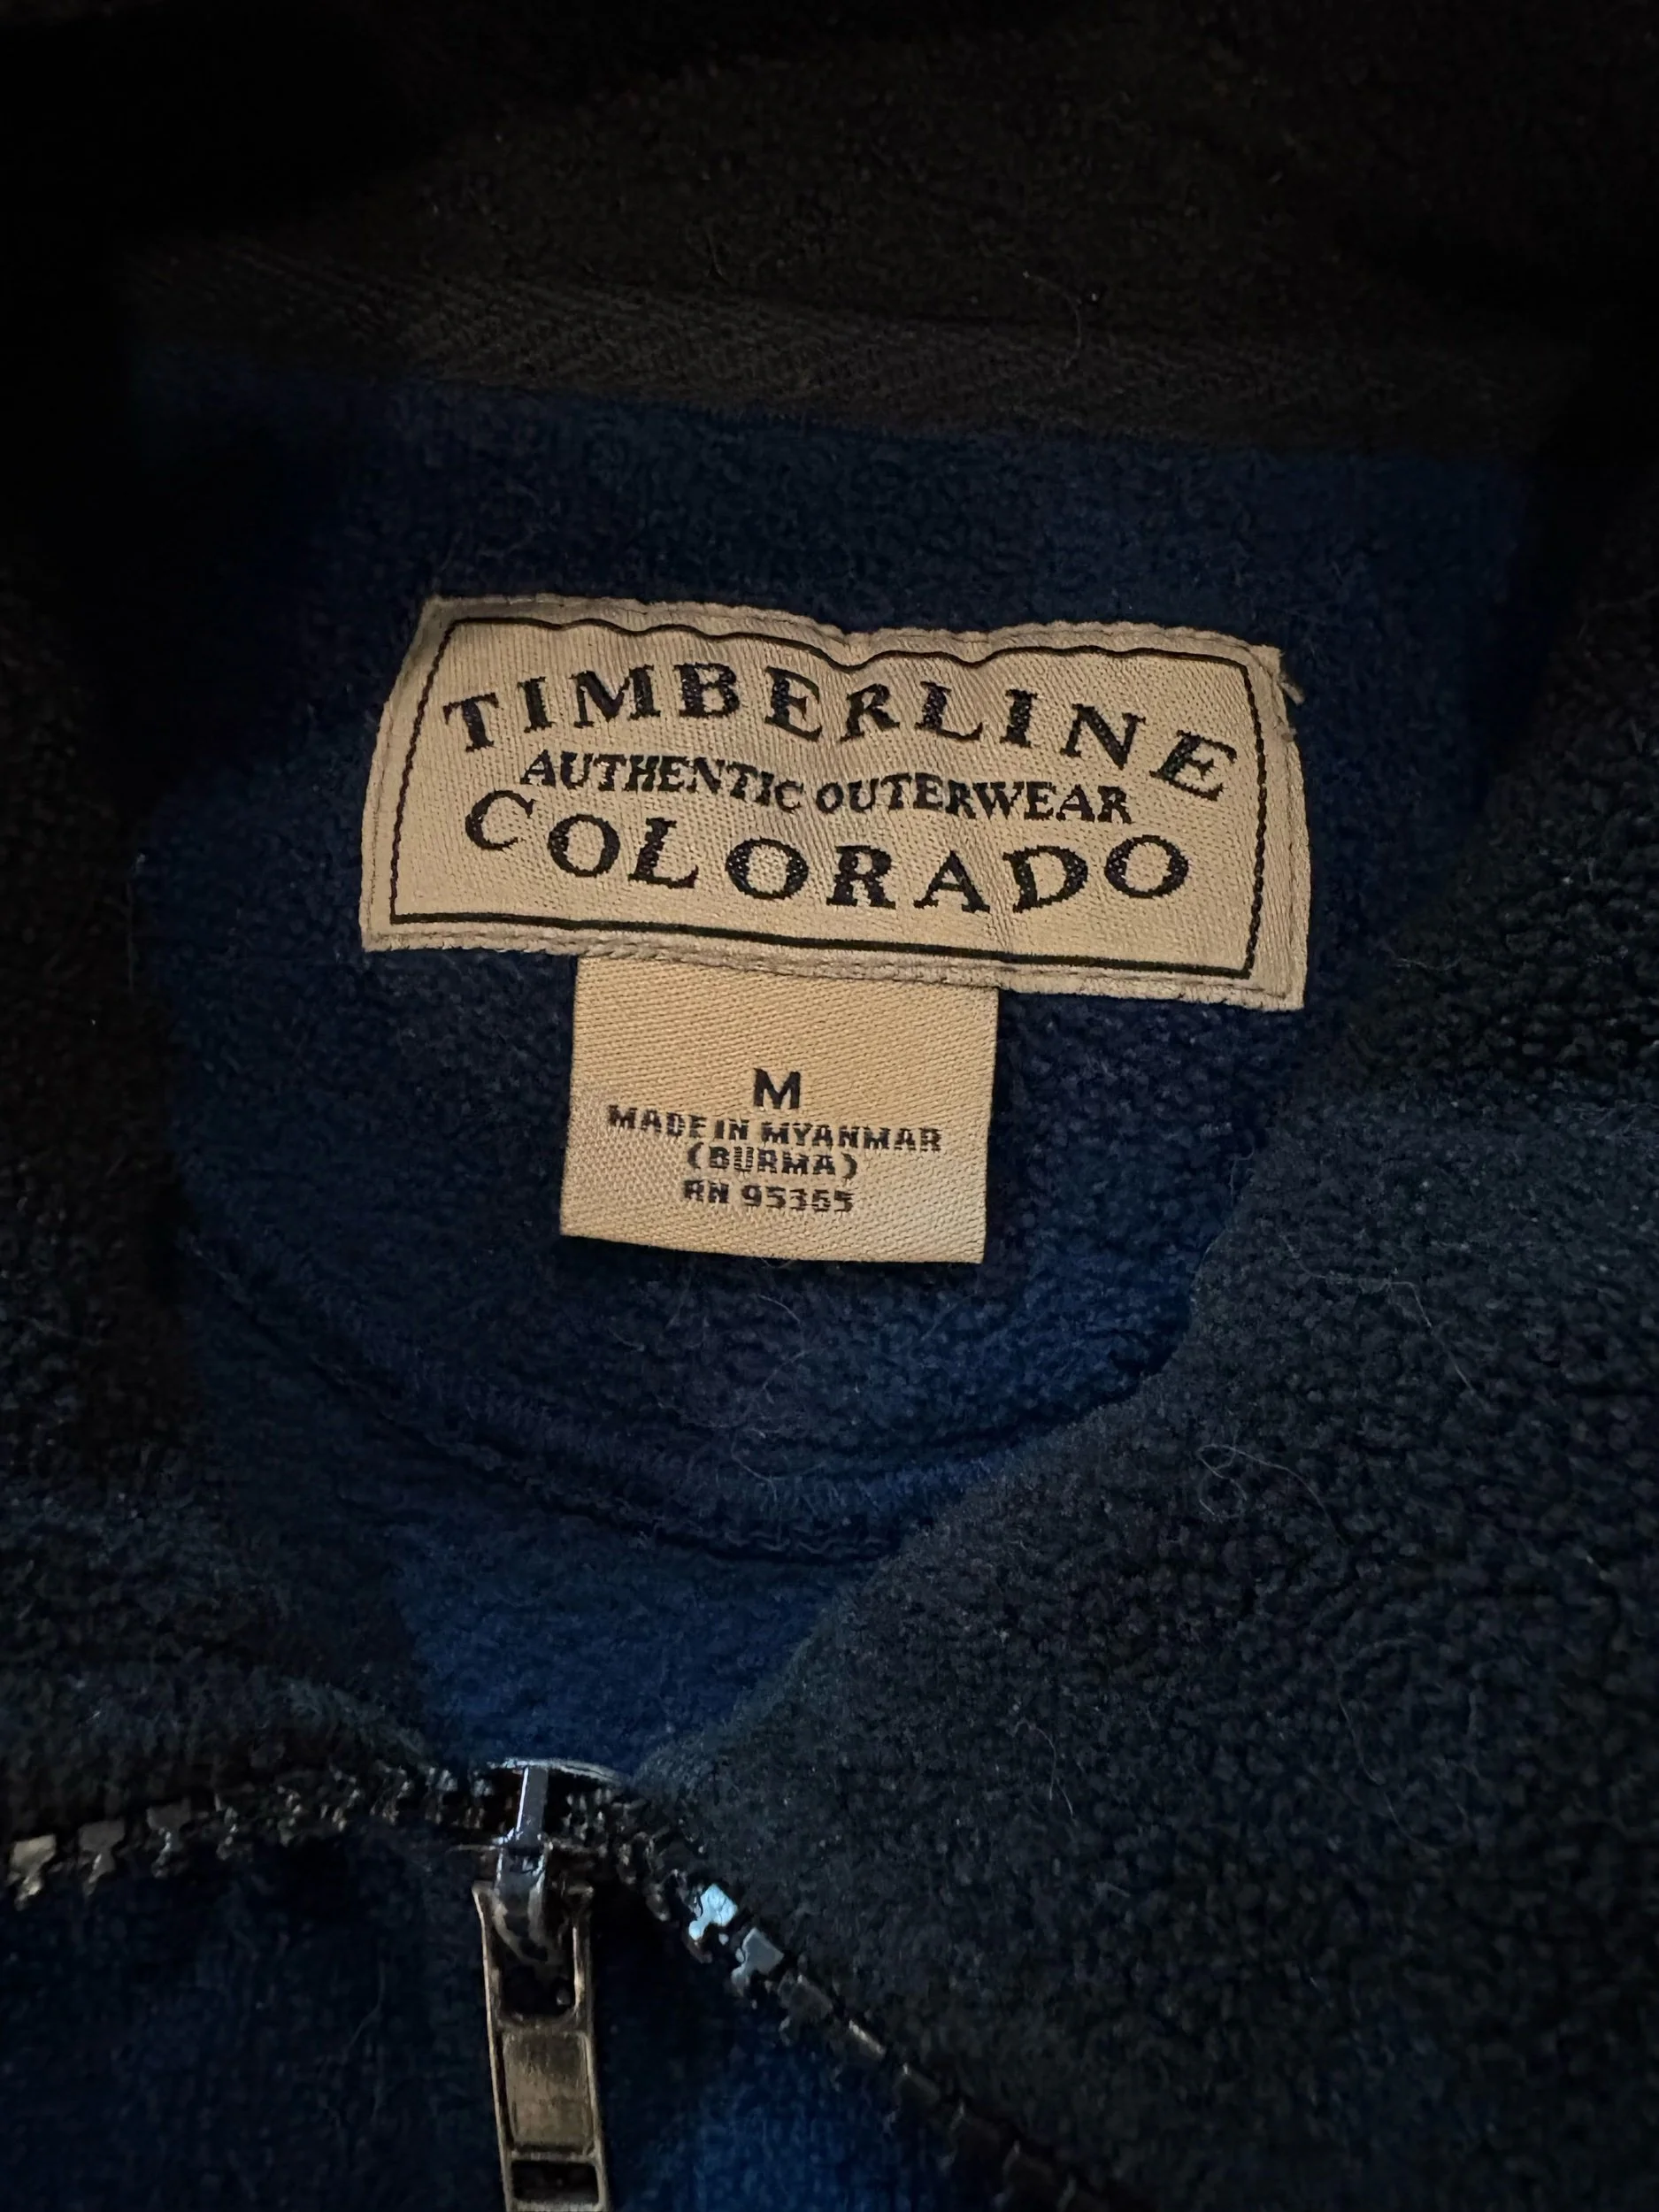 TIMBERLINE
AUTHENTIC OUTERWEAR
COLORADO
M
MADE IN MYANMAR
(BURMA)
RN 95365